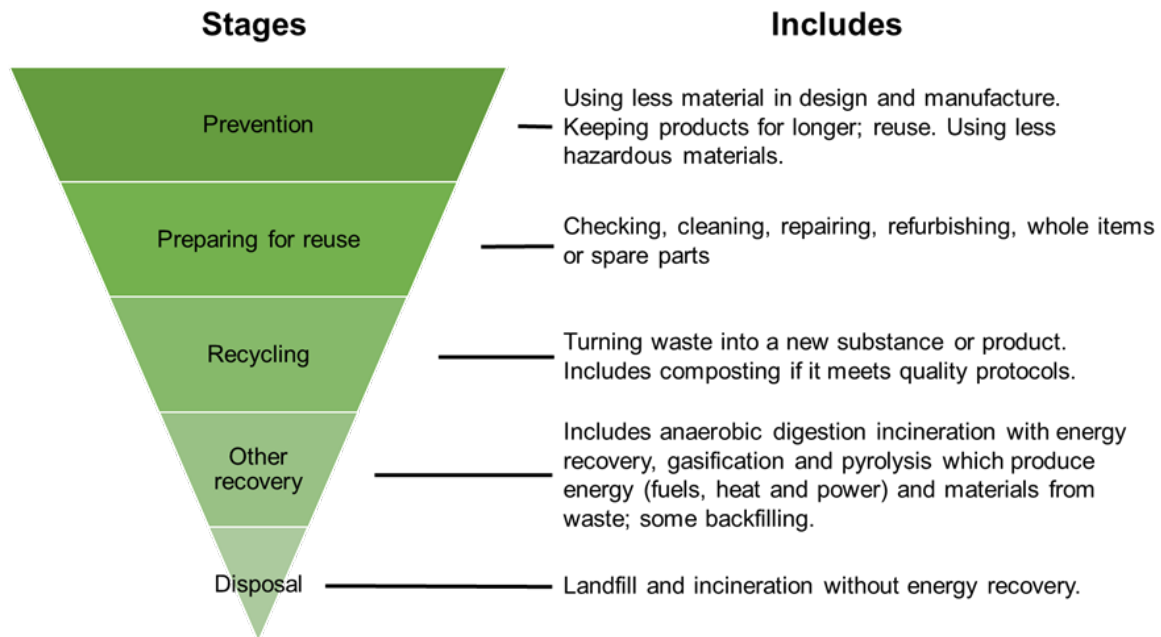 Stages
Includes
Prevention
Using less material in design and manufacture.
Keeping products for longer; reuse. Using less
hazardous materials.
Preparing for reuse
Checking, cleaning, repairing, refurbishing, whole items
or spare parts
Recycling
Turning waste into a new substance or product.
Includes composting if it meets quality protocols.
Other
recovery
Includes anaerobic digestion incineration with energy
recovery, gasification and pyrolysis which produce
energy (fuels, heat and power) and materials from
waste; some backfilling.
Disposal
Landfill and incineration without energy recovery.